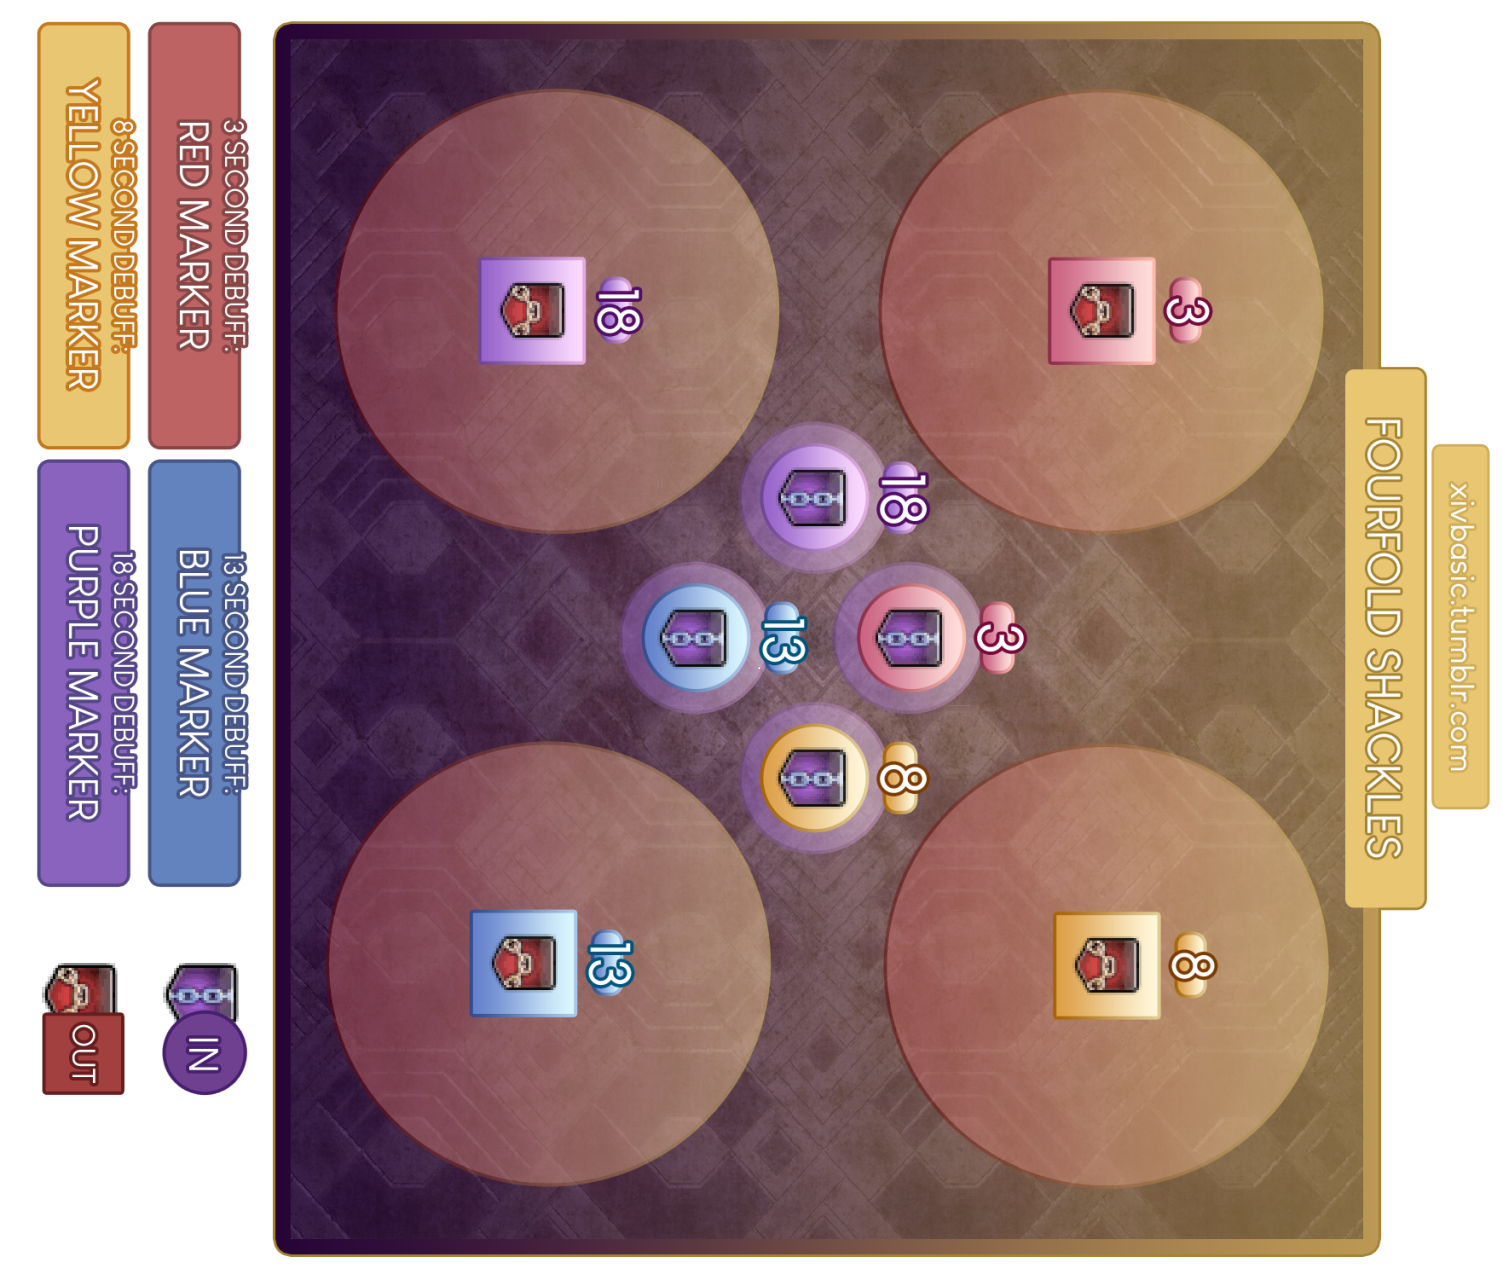 xivbasic.tumblr.com
FOURFOLD SHACKLES
3
8
3
18
8
13
18
13
3 SECOND DEBUFF:
RED MARKER
13 SECOND DEBUFF:
BLUE MARKER
IN
8 SECOND DEBUFF:
YELLOW MARKER
18 SECOND DEBUFF:
PURPLE MARKER
OUT